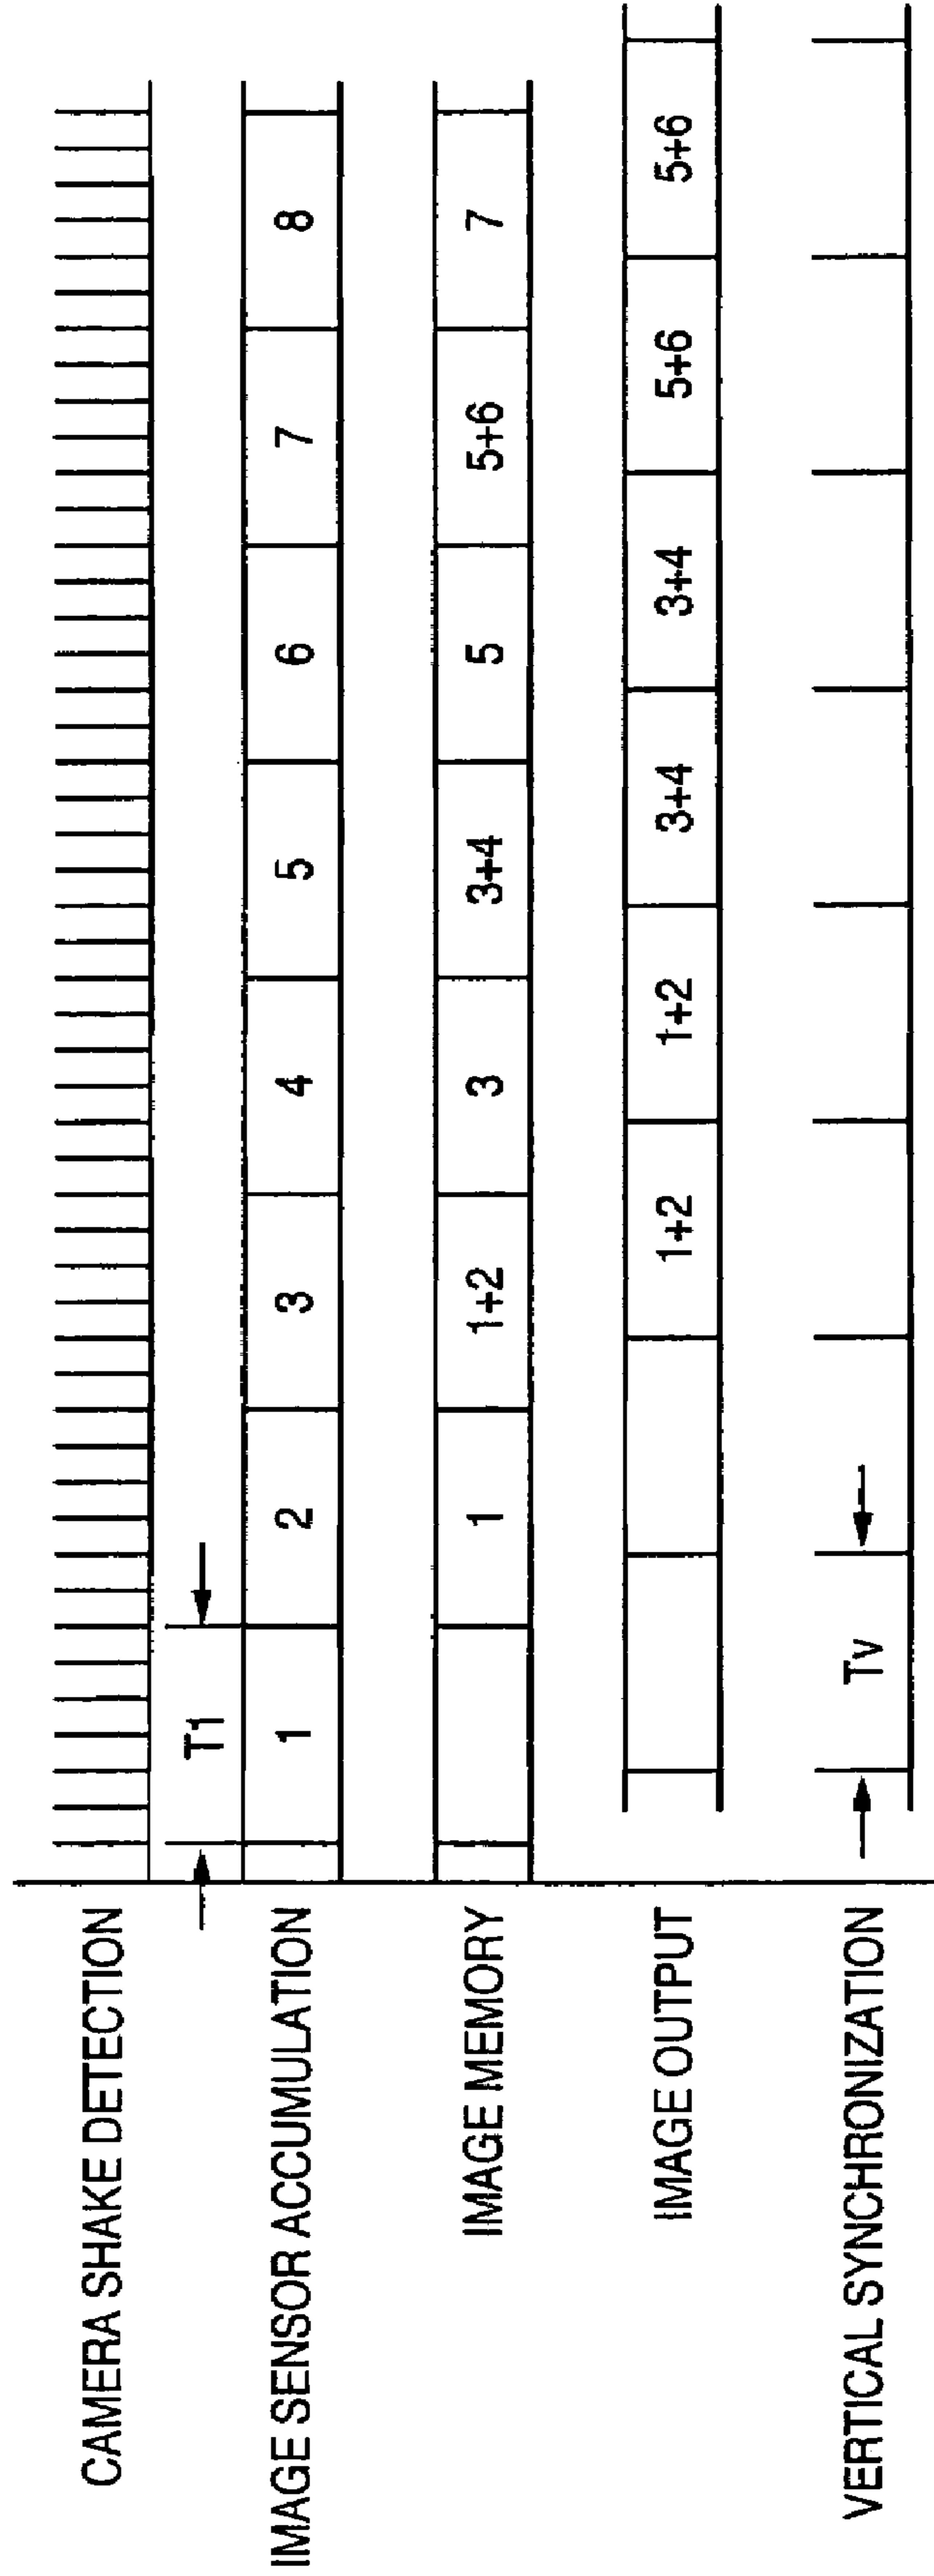 CAMERA SHAKE DETECTION
T1
IMAGE SENSOR ACCUMULATION 1 2 3 4 5 6 7 8
IMAGE MEMORY 1 1+2 3 3+4 5 5+6 7
IMAGE OUTPUT 1+2 1+2 3+4 3+4 5+6 5+6
VERTICAL SYNCHRONIZATION Tv